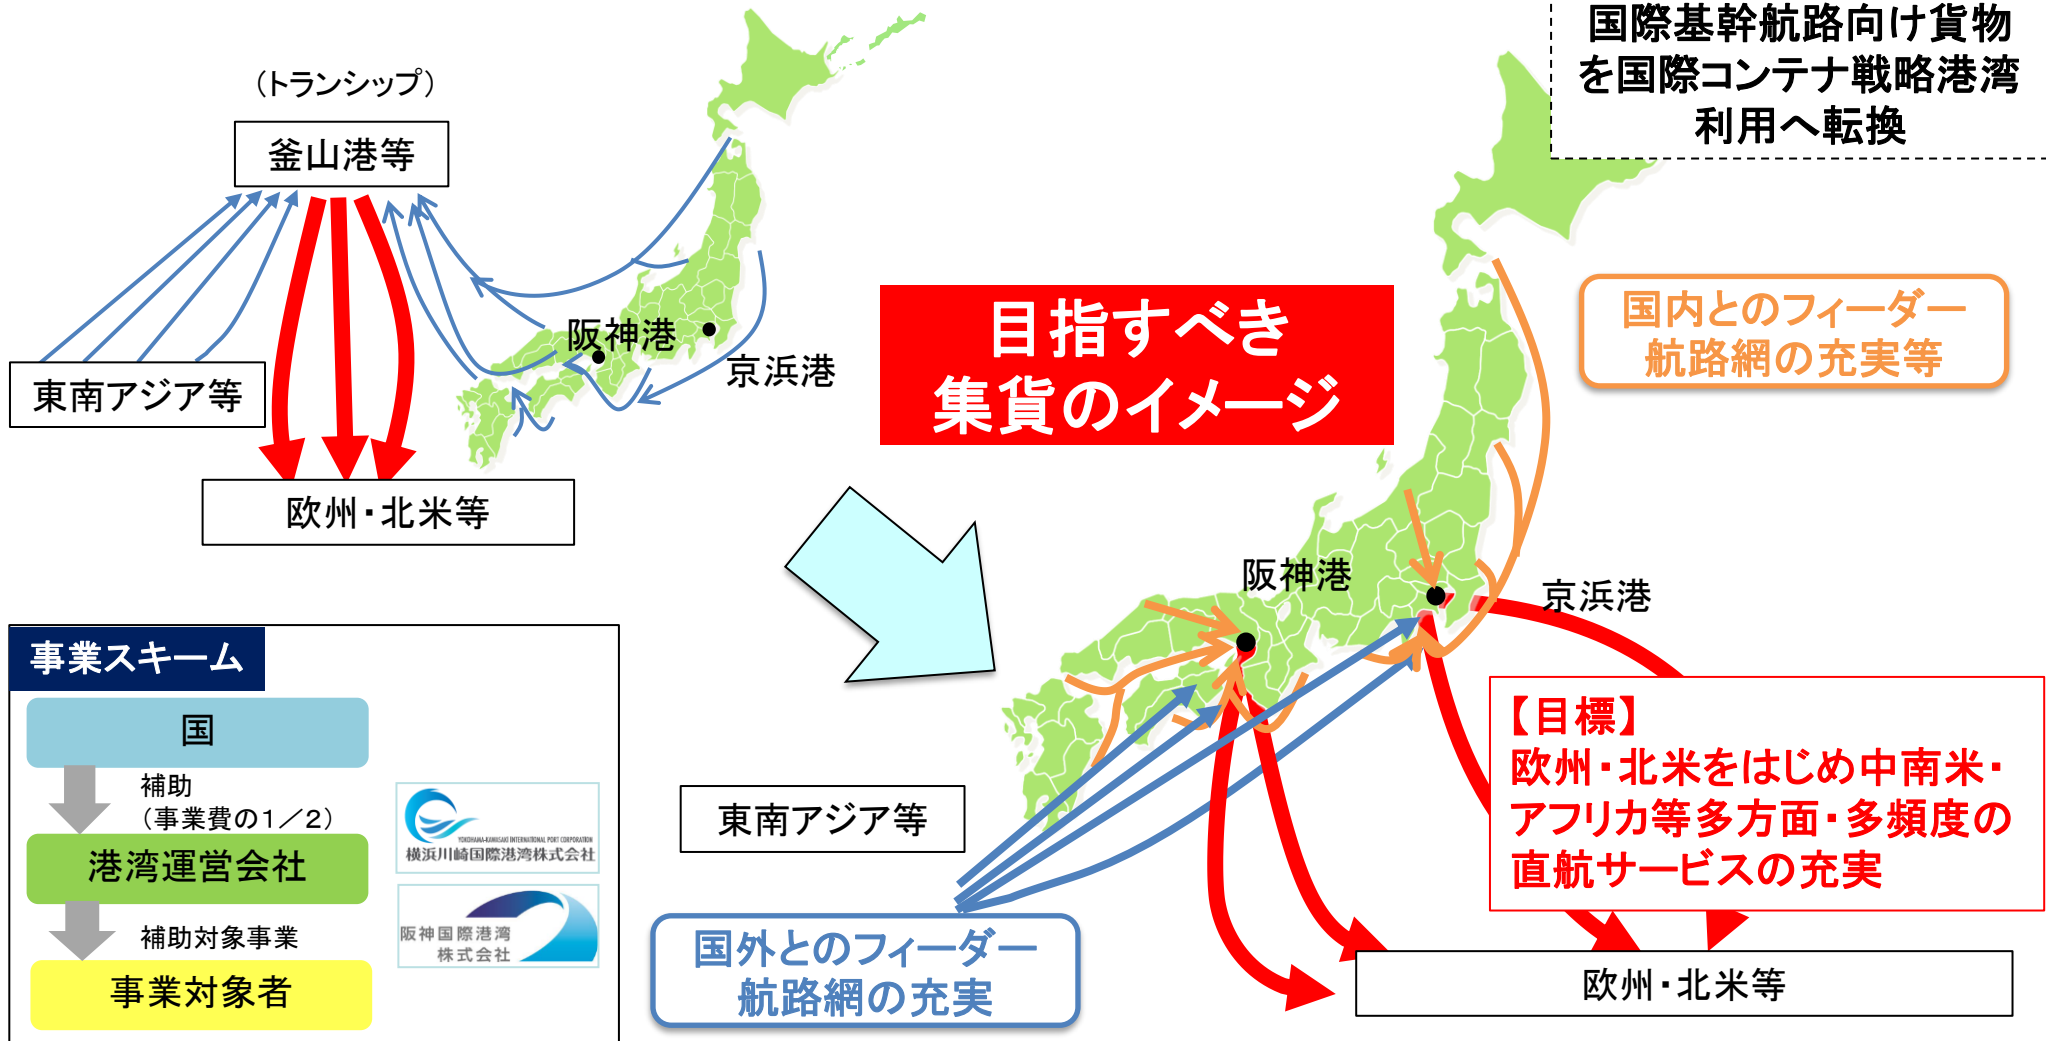 国際基幹航路向け貨物
を国際コンテナ戦略港湾
利用へ転換
（トランシップ）
釜山港等
東南アジア等
欧州・北米等
阪神港
京浜港
目指すべき
集貨のイメージ
国内とのフィーダー
航路網の充実等
阪神港
京浜港
【目標】
欧州・北米をはじめ中南米・
アフリカ等多方面・多頻度の
直航サービスの充実
東南アジア等
国外とのフィーダー
航路網の充実
欧州・北米等
事業スキーム
国
補助
（事業費の１／２）
港湾運営会社
補助対象事業
事業対象者
YOKOHAMA-KAWASAKI INTERNATIONAL PORT CORPORATION
横浜川崎国際港湾株式会社
阪神国際港湾
株式会社